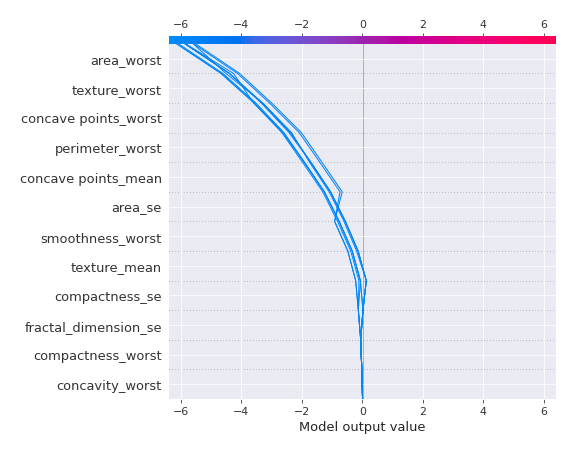 −6 −4 −2 0 2 4 6
area_worst
texture_worst
concave points_worst
perimeter_worst
concave points_mean
area_se
smoothness_worst
texture_mean
compactness_se
fractal_dimension_se
compactness_worst
concavity_worst
−6 −4 −2 0 2 4 6
Model output value